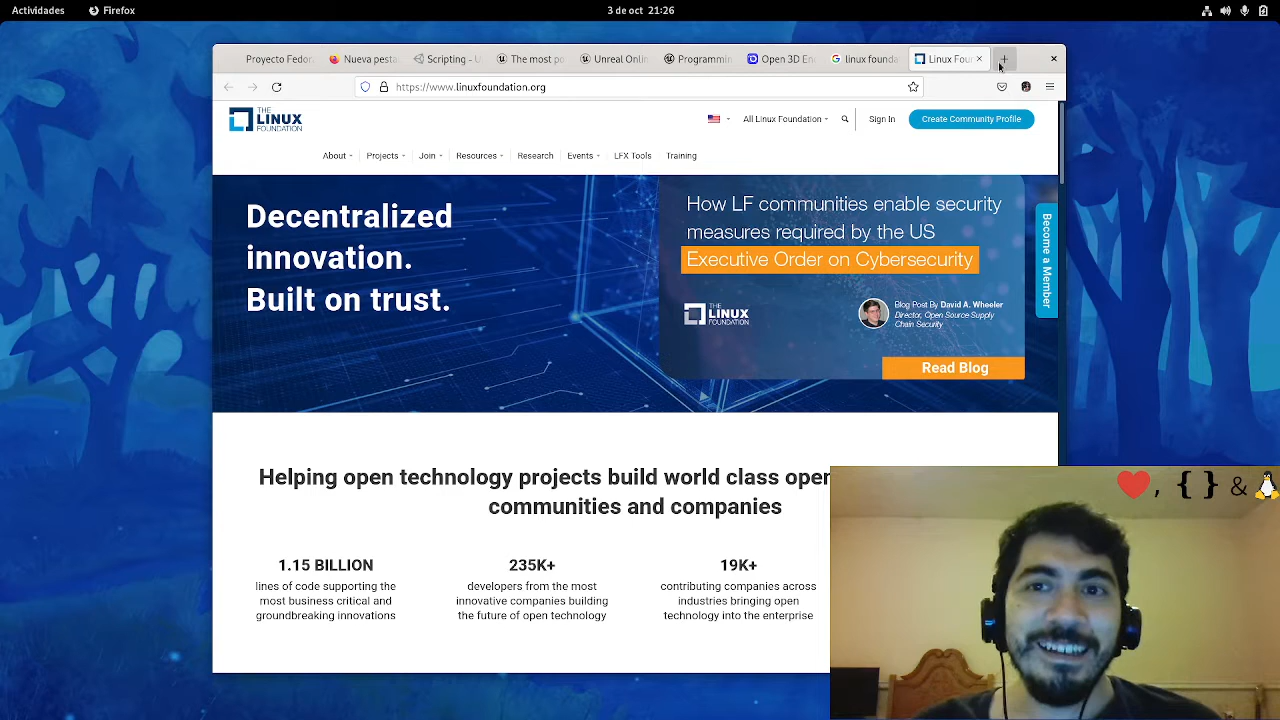 Actividades
Firefox
3 de oct 21:26
Proyecto Fedor
Nueva pesta
Scripting - U
The most po
Unreal Onlin
Programmin
Open 3D En
linux founda
Linux Foun
https://www.linuxfoundation.org
THE LINUX FOUNDATION
All Linux Foundation
Sign In
Create Community Profile
About
Projects
Join
Resources
Research
Events
LFX Tools
Training
Decentralized
innovation.
Built on trust.
How LF communities enable security
measures required by the US
Executive Order on Cybersecurity
THE LINUX FOUNDATION
Blog Post By David A. Wheeler
Director, Open Source Supply
Chain Security
Read Blog
Become a Member
Helping open technology projects build world class open
communities and companies
1.15 BILLION
lines of code supporting the
most business critical and
groundbreaking innovations
235K+
developers from the most
innovative companies building
the future of open technology
19K+
contributing companies across
industries bringing open
technology into the enterprise
❤, { } & 🐧